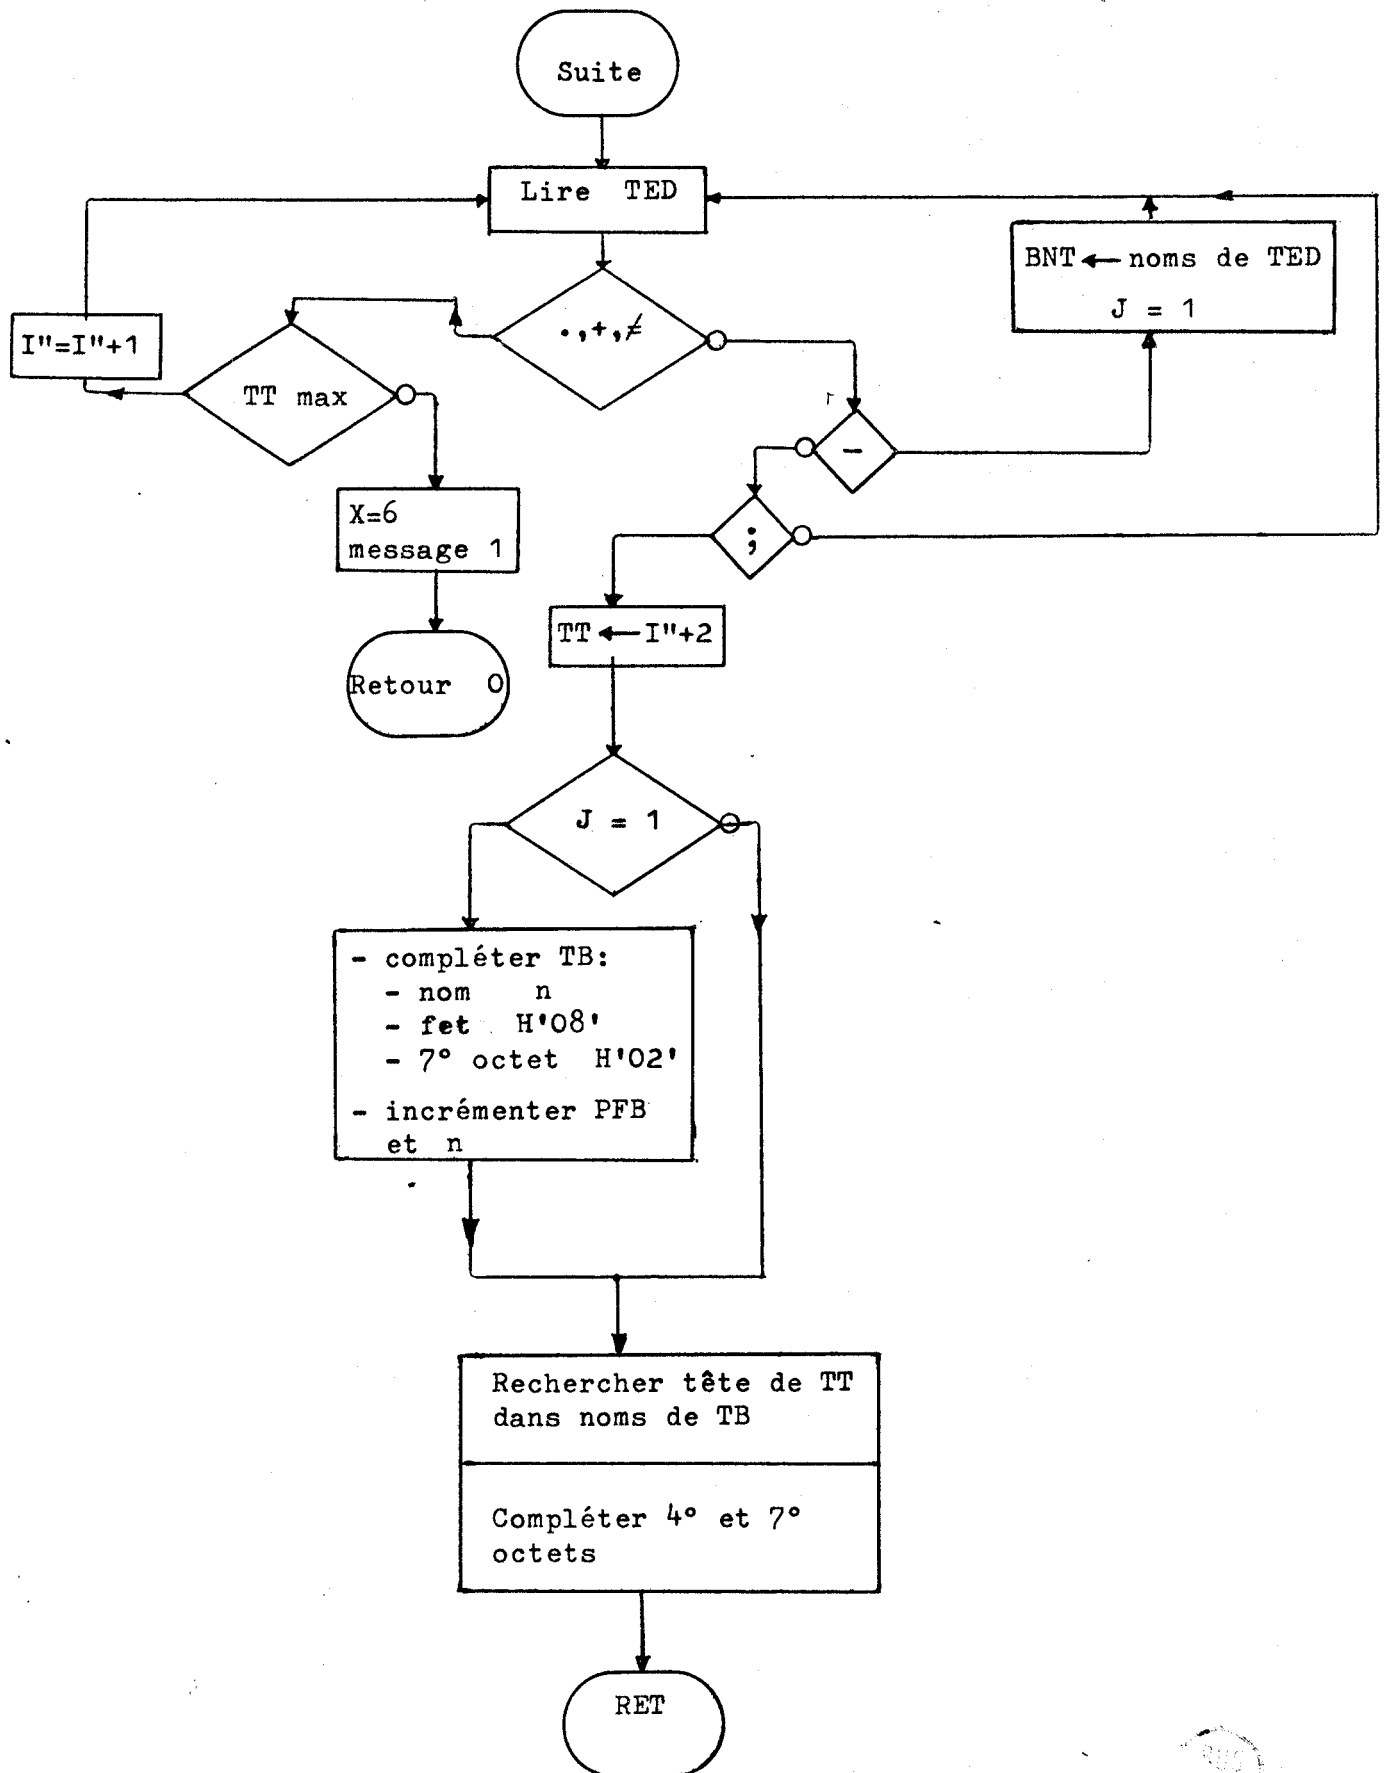 Suite
Lire TED
BNT ← noms de TED
J = 1
. , + , ≠
I"=I"+1
TT max
-
X=6
message 1
;
TT ← I"+2
Retour 0
J = 1
- compléter TB:
- nom n
- fet H'08'
- 7° octet H'02'
- incrémenter PFB
et n
Rechercher tête de TT
dans noms de TB
Compléter 4° et 7°
octets
RET